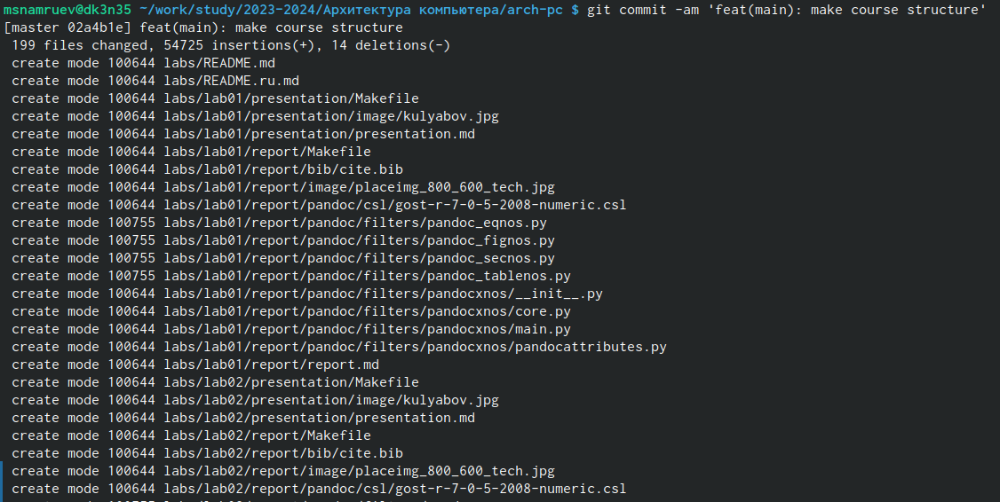 msnamruev@dk3n35 ~/work/study/2023-2024/Архитектура компьютера/arch-pc $ git commit -am 'feat(main): make course structure'
[master 02a4b1e] feat(main): make course structure
199 files changed, 54725 insertions(+), 14 deletions(-)
create mode 100644 labs/README.md
create mode 100644 labs/README.ru.md
create mode 100644 labs/lab01/presentation/Makefile
create mode 100644 labs/lab01/presentation/image/kulyabov.jpg
create mode 100644 labs/lab01/presentation/presentation.md
create mode 100644 labs/lab01/report/Makefile
create mode 100644 labs/lab01/report/bib/cite.bib
create mode 100644 labs/lab01/report/image/placeimg_800_600_tech.jpg
create mode 100644 labs/lab01/report/pandoc/csl/gost-r-7-0-5-2008-numeric.csl
create mode 100755 labs/lab01/report/pandoc/filters/pandoc_eqnos.py
create mode 100755 labs/lab01/report/pandoc/filters/pandoc_fignos.py
create mode 100755 labs/lab01/report/pandoc/filters/pandoc_secnos.py
create mode 100755 labs/lab01/report/pandoc/filters/pandoc_tablenos.py
create mode 100644 labs/lab01/report/pandoc/filters/pandocxnos/__init__.py
create mode 100644 labs/lab01/report/pandoc/filters/pandocxnos/core.py
create mode 100644 labs/lab01/report/pandoc/filters/pandocxnos/main.py
create mode 100644 labs/lab01/report/pandoc/filters/pandocxnos/pandocattributes.py
create mode 100644 labs/lab01/report/report.md
create mode 100644 labs/lab02/presentation/Makefile
create mode 100644 labs/lab02/presentation/image/kulyabov.jpg
create mode 100644 labs/lab02/presentation/presentation.md
create mode 100644 labs/lab02/report/Makefile
create mode 100644 labs/lab02/report/bib/cite.bib
create mode 100644 labs/lab02/report/image/placeimg_800_600_tech.jpg
create mode 100644 labs/lab02/report/pandoc/csl/gost-r-7-0-5-2008-numeric.csl